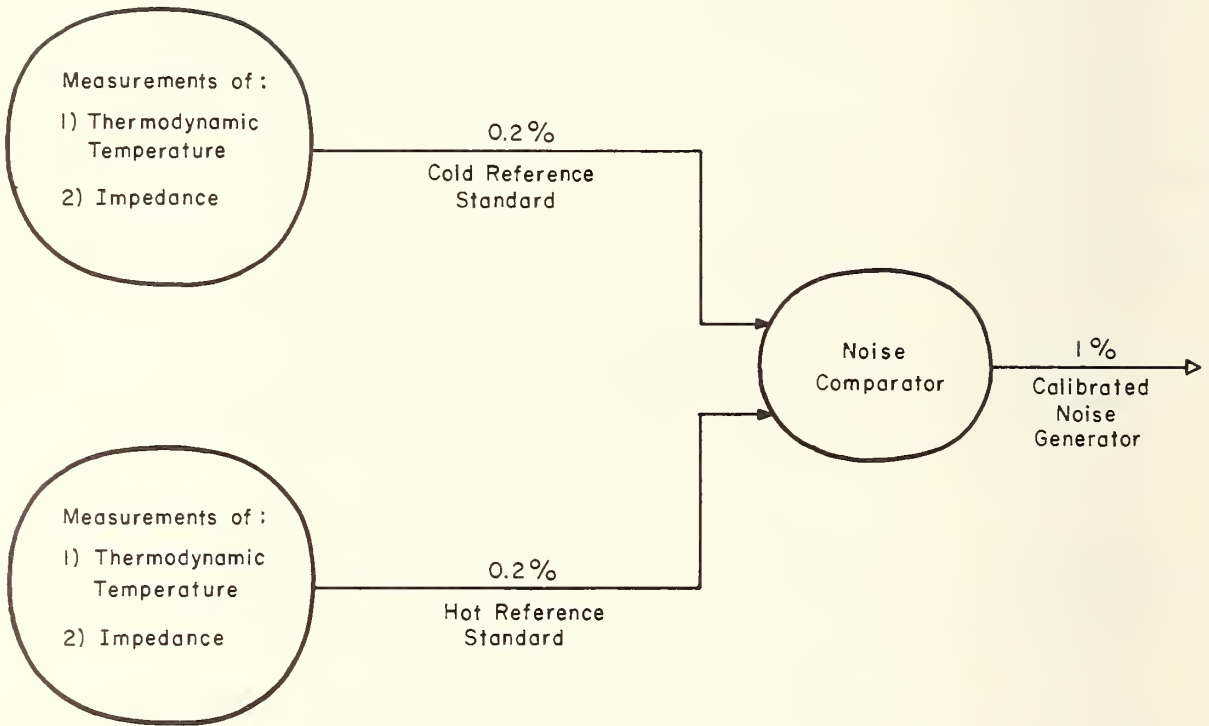 Measurements of :
1) Thermodynamic
Temperature
2) Impedance
0.2%
Cold Reference
Standard
Noise
Comparator
1%
Calibrated
Noise
Generator
Measurements of :
1) Thermodynamic
Temperature
2) Impedance
0.2%
Hot Reference
Standard